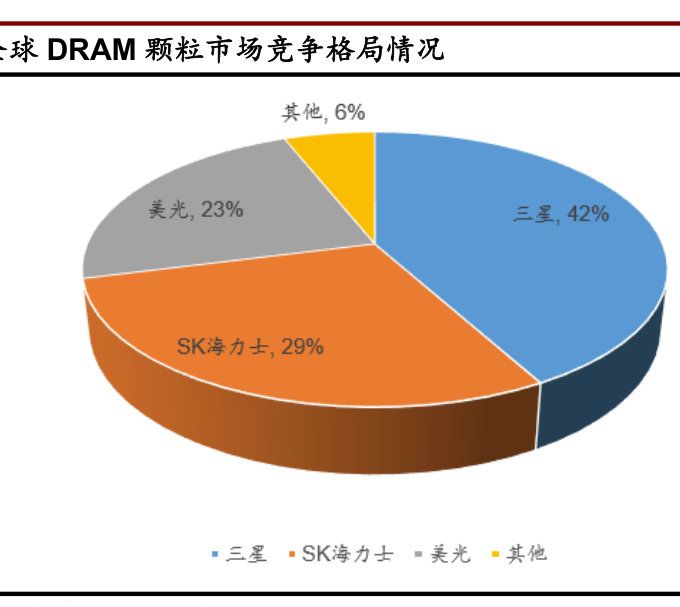 球 DRAM 颗粒市场竞争格局情况
其他, 6%
美光, 23%
三星, 42%
SK海力士, 29%
三星 SK海力士 美光 其他